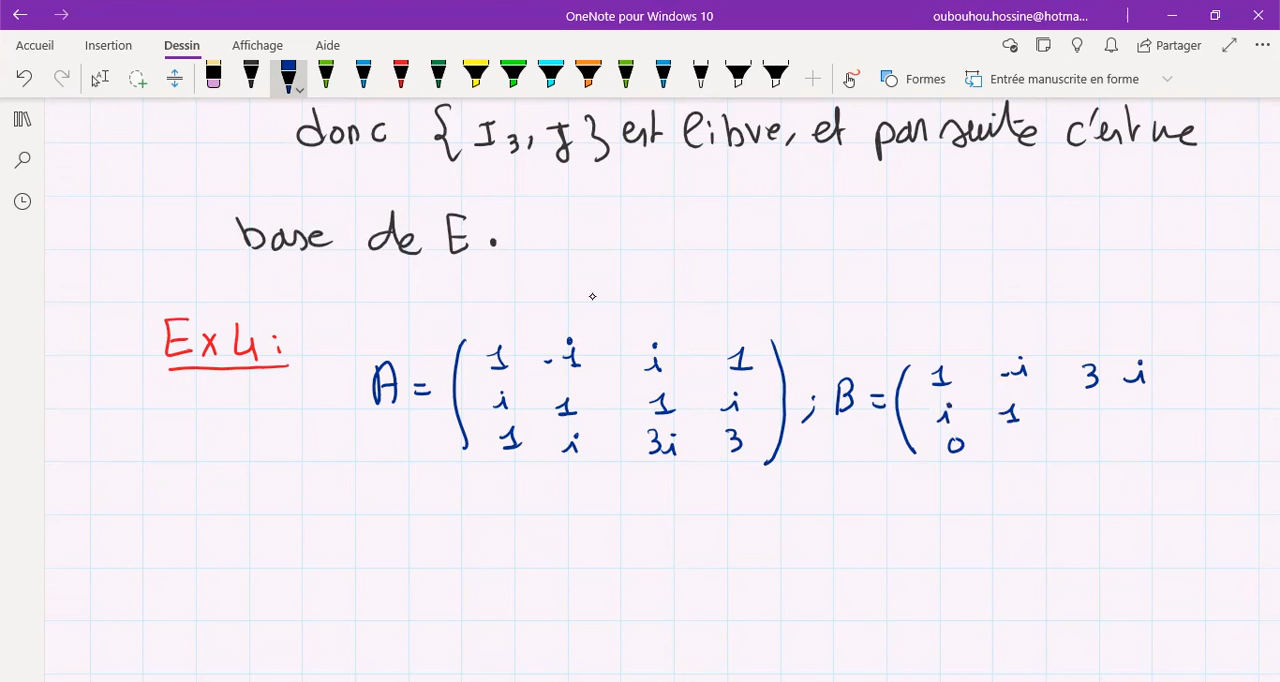 OneNote pour Windows 10
oubouhou.hossine@hotma...
Accueil Insertion Dessin Affichage Aide Partager
Formes Entrée manuscrite en forme
donc { I3, J } est libre, et par suite c'est une
base de E.
Ex 4 :
A = ( 1 -i i 1 ) ; B = ( 1 -i 3 i
i 1 1 i i 1
1 i 3i 3 0